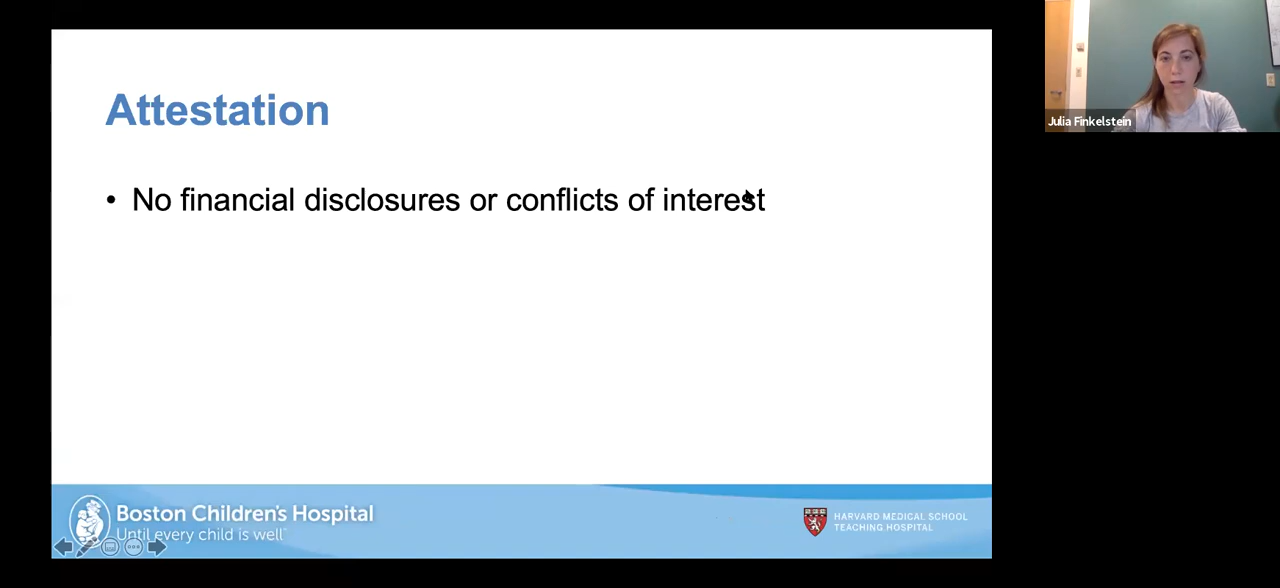 Attestation
• No financial disclosures or conflicts of interest
Julia Finkelstein
Boston Children's Hospital
Until every child is well™
HARVARD MEDICAL SCHOOL
TEACHING HOSPITAL